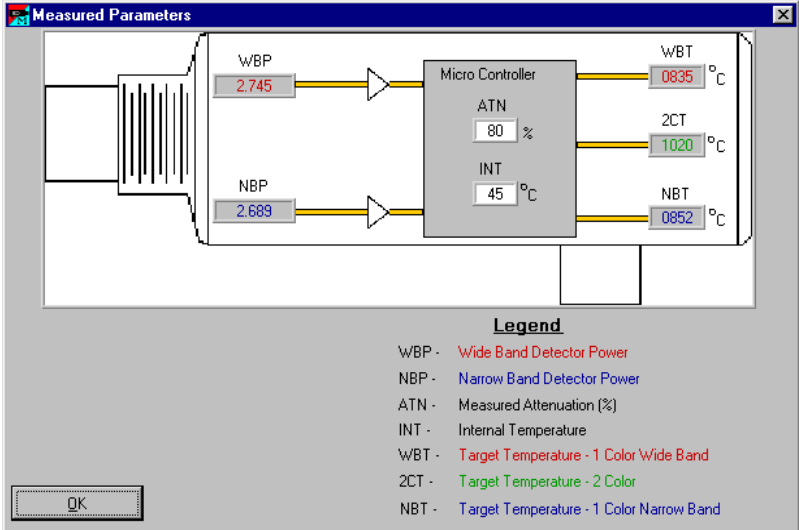 Measured Parameters
WBP
2.745
Micro Controller
WBT
0835 °C
ATN
80 %
2CT
1020 °C
INT
45 °C
NBP
2.689
NBT
0852 °C
Legend
WBP - Wide Band Detector Power
NBP - Narrow Band Detector Power
ATN - Measured Attenuation (%)
INT - Internal Temperature
WBT - Target Temperature - 1 Color Wide Band
2CT - Target Temperature - 2 Color
NBT - Target Temperature - 1 Color Narrow Band
OK